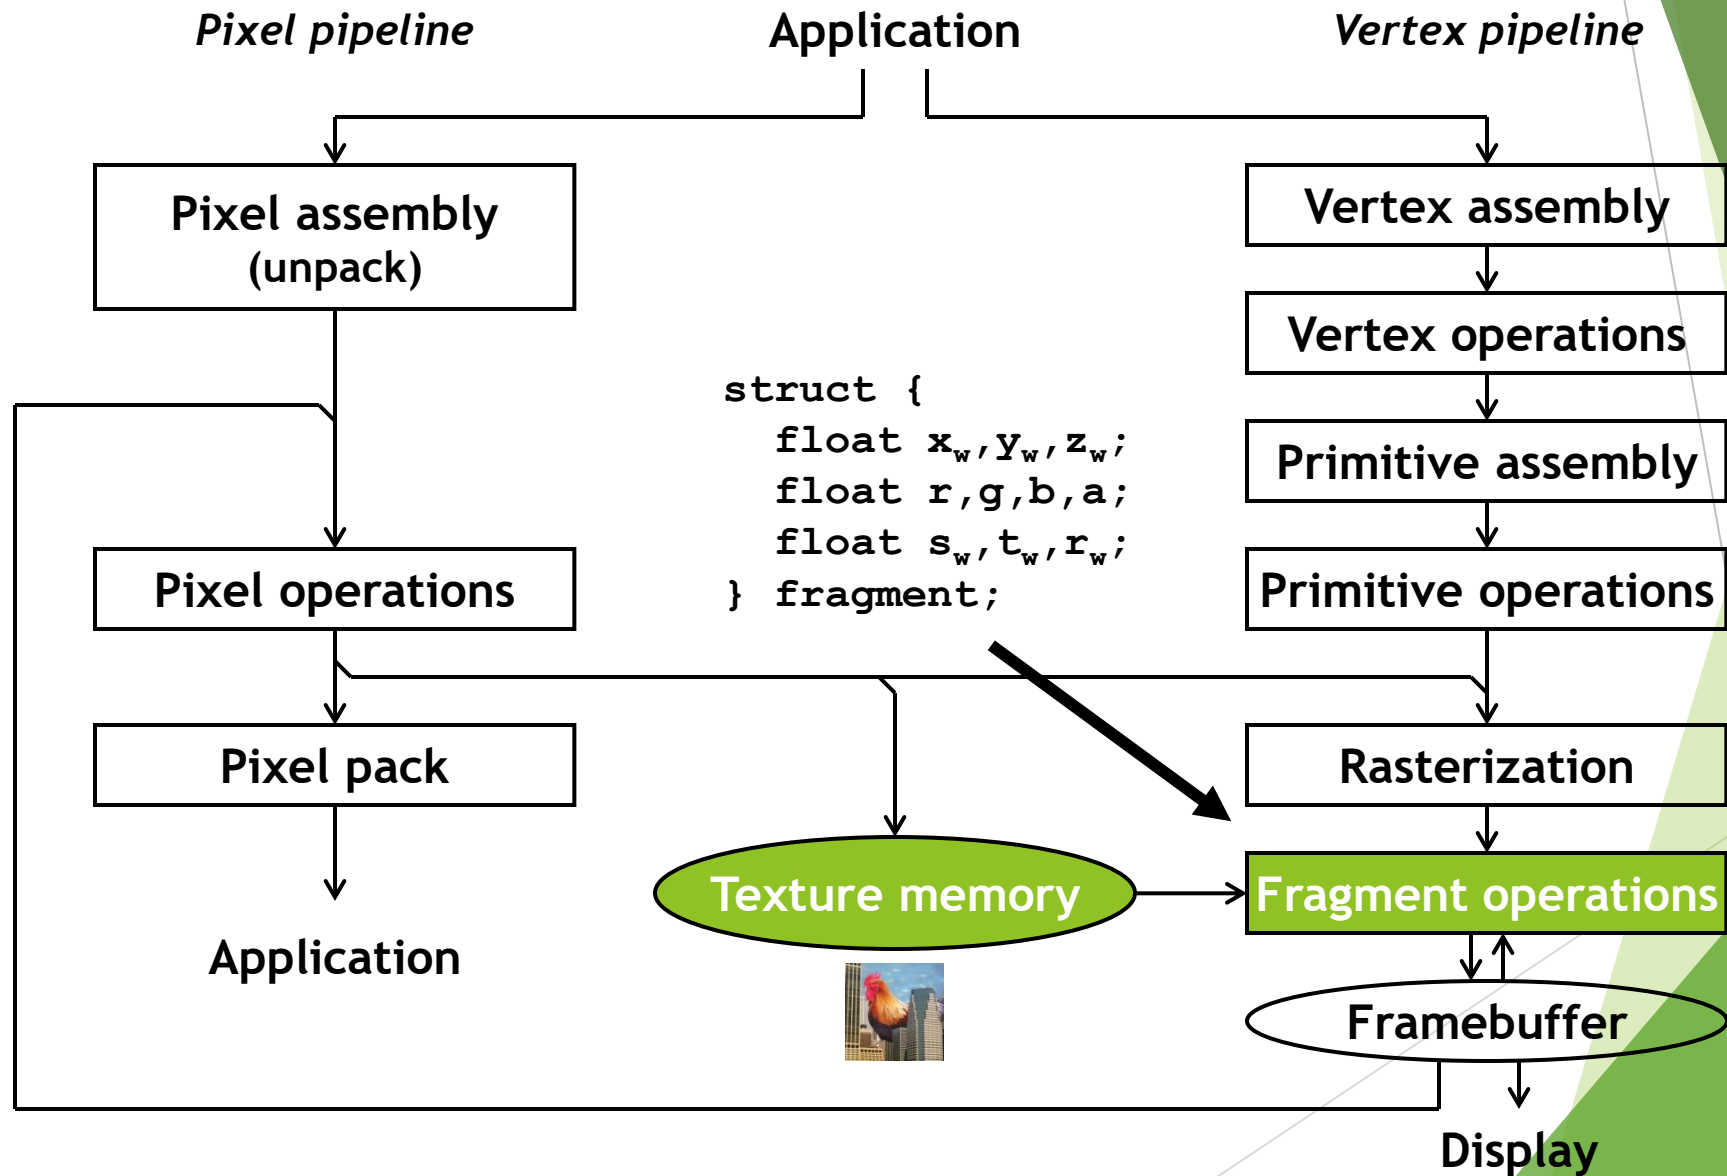 Pixel pipeline
Application
Vertex pipeline
Pixel assembly
(unpack)
Vertex assembly
Vertex operations
struct {
float xw,yw,zw;
float r,g,b,a;
float sw,tw,rw;
} fragment;
Primitive assembly
Pixel operations
Primitive operations
Pixel pack
Rasterization
Texture memory
Fragment operations
Application
Framebuffer
Display